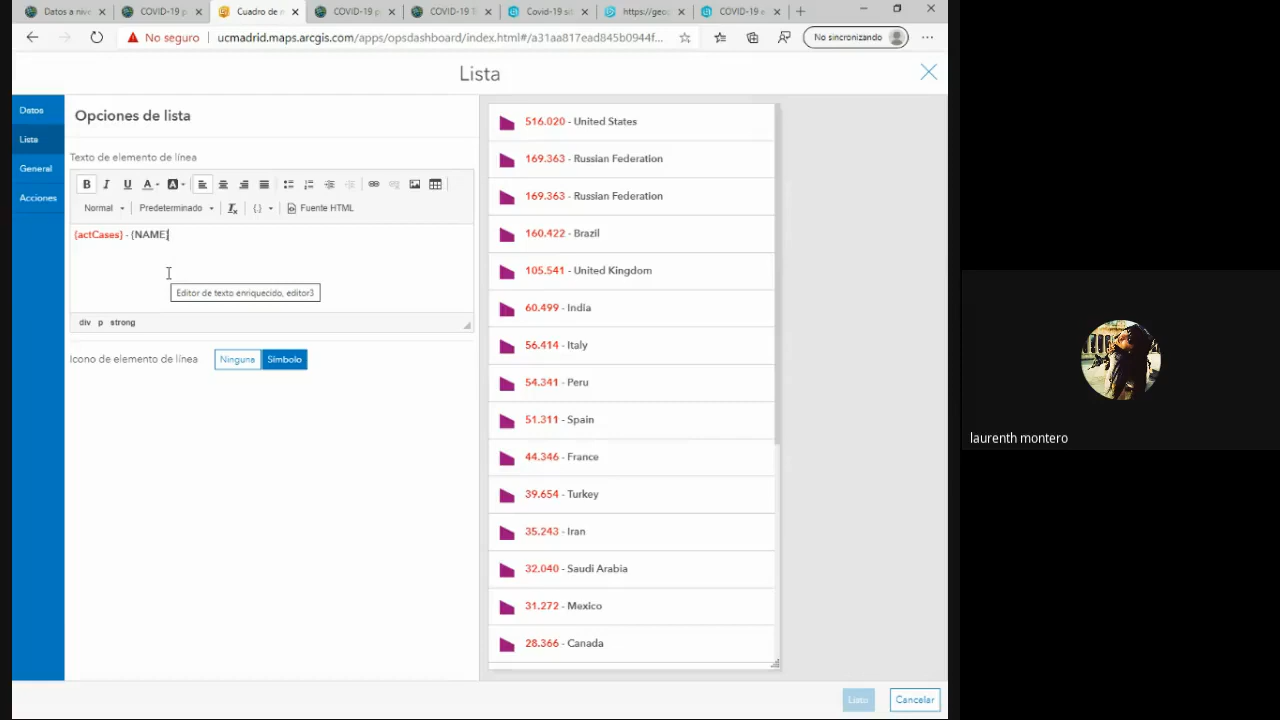 Datos a nive
COVID-19 p
Cuadro de n
COVID-19 p
COVID-19 T
Covid-19 sit
https://geoc
COVID-19 e
No seguro
ucmadrid.maps.arcgis.com/apps/opsdashboard/index.html#/a31aa817ead845b0944f...
No sincronizando
Lista
Datos
Lista
General
Acciones
Opciones de lista
Texto de elemento de línea
B I U A A
Normal
Predeterminado
Fuente HTML
{actCases} - {NAME}
Editor de texto enriquecido, editor3
div p strong
Icono de elemento de línea
Ninguna
Símbolo
516.020 - United States
169.363 - Russian Federation
169.363 - Russian Federation
160.422 - Brazil
105.541 - United Kingdom
60.499 - India
56.414 - Italy
54.341 - Peru
51.311 - Spain
44.346 - France
39.654 - Turkey
35.243 - Iran
32.040 - Saudi Arabia
31.272 - Mexico
28.366 - Canada
Listo
Cancelar
laurenth montero